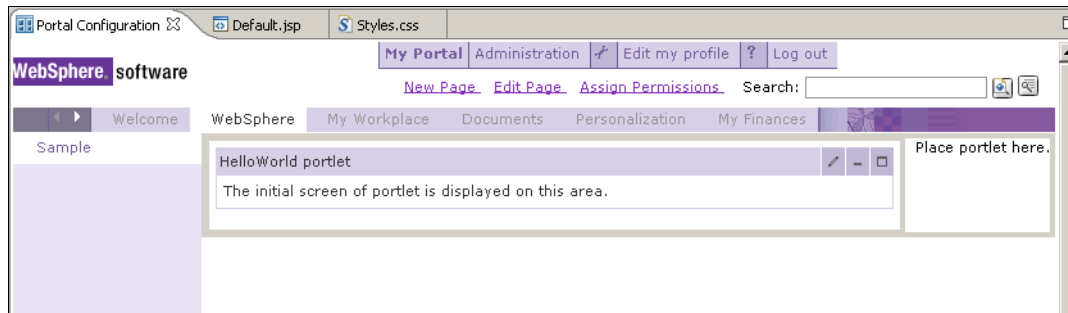 Portal Configuration Default.jsp Styles.css
My Portal Administration Edit my profile ? Log out
WebSphere. software
New Page Edit Page Assign Permissions Search:
Welcome WebSphere My Workplace Documents Personalization My Finances
Sample
HelloWorld portlet
Place portlet here.
The initial screen of portlet is displayed on this area.